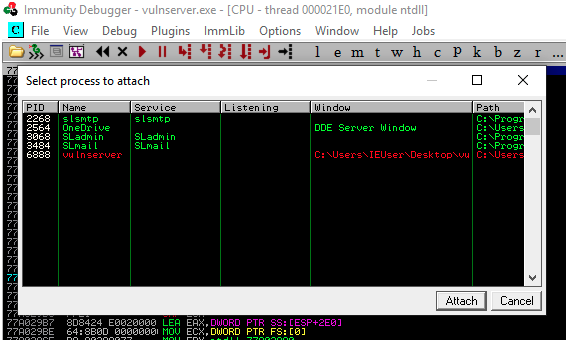 Immunity Debugger - vulnserver.exe - [CPU - thread 000021E0, module ntdll]
C File View Debug Plugins ImmLib Options Window Help Jobs
l e m t w h c p k b z r ...
Select process to attach
PID Name Service Listening Window Path
2268 slsmtp slsmtp C:\Progr
2564 OneDrive DDE Server Window C:\Users
3068 SLadmin SLadmin C:\Progr
3484 SLmail SLmail C:\Progr
6888 vulnserver C:\Users\IEUser\Desktop\vu C:\Users
Attach Cancel
77A029B7 8D8424 E0020000 LEA EAX,DWORD PTR SS:[ESP+2E0]
77A029BE 64:8B0D 0000000 MOV ECX,DWORD PTR FS:[0]